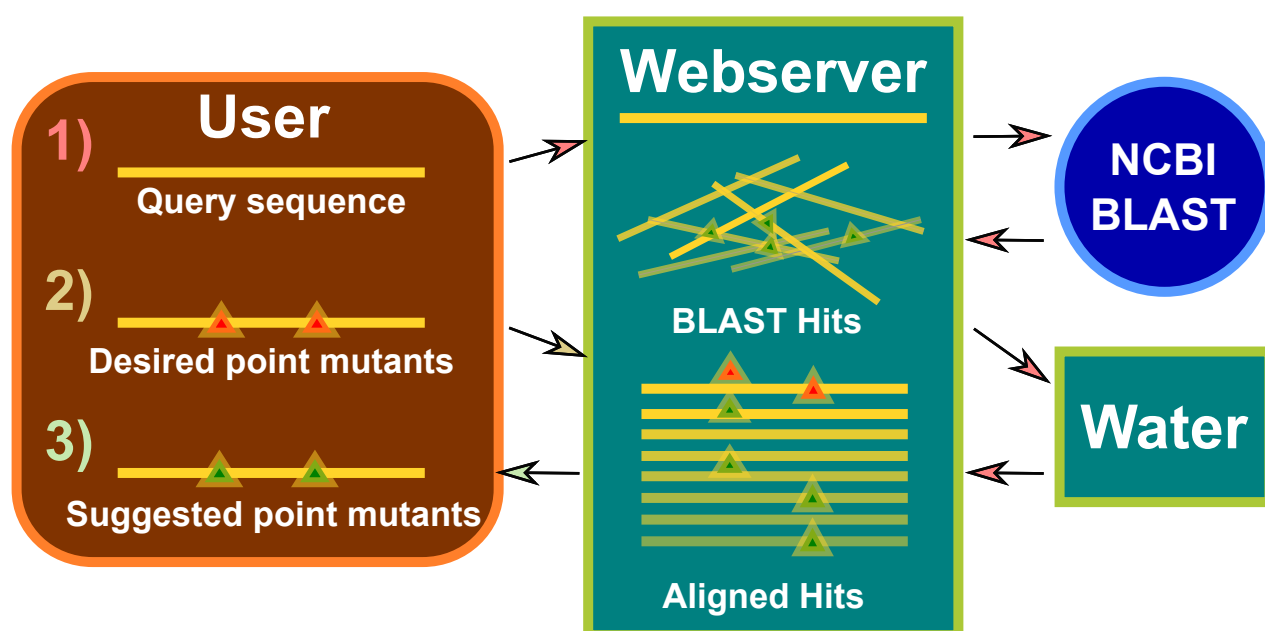 User
1)
Query sequence
2)
Desired point mutants
3)
Suggested point mutants
Webserver
BLAST Hits
Aligned Hits
NCBI
BLAST
Water